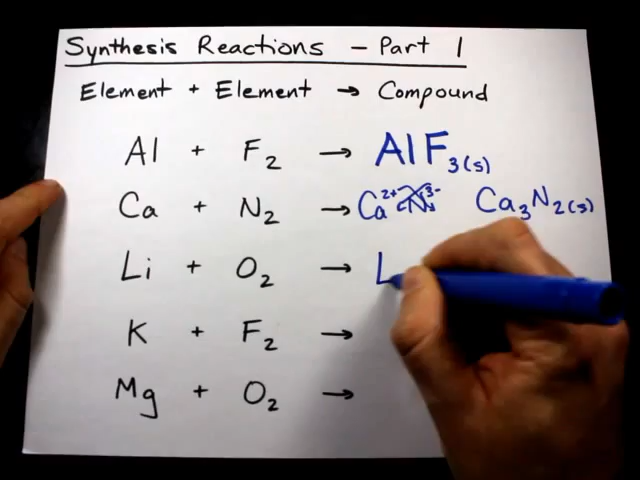 Synthesis Reactions - Part 1
Element + Element → Compound
Al + F₂ → AlF₃(s)
Ca + N₂ → Ca²⁺ N³⁻ Ca₃N₂(s)
Li + O₂ → L
K + F₂ →
Mg + O₂ →